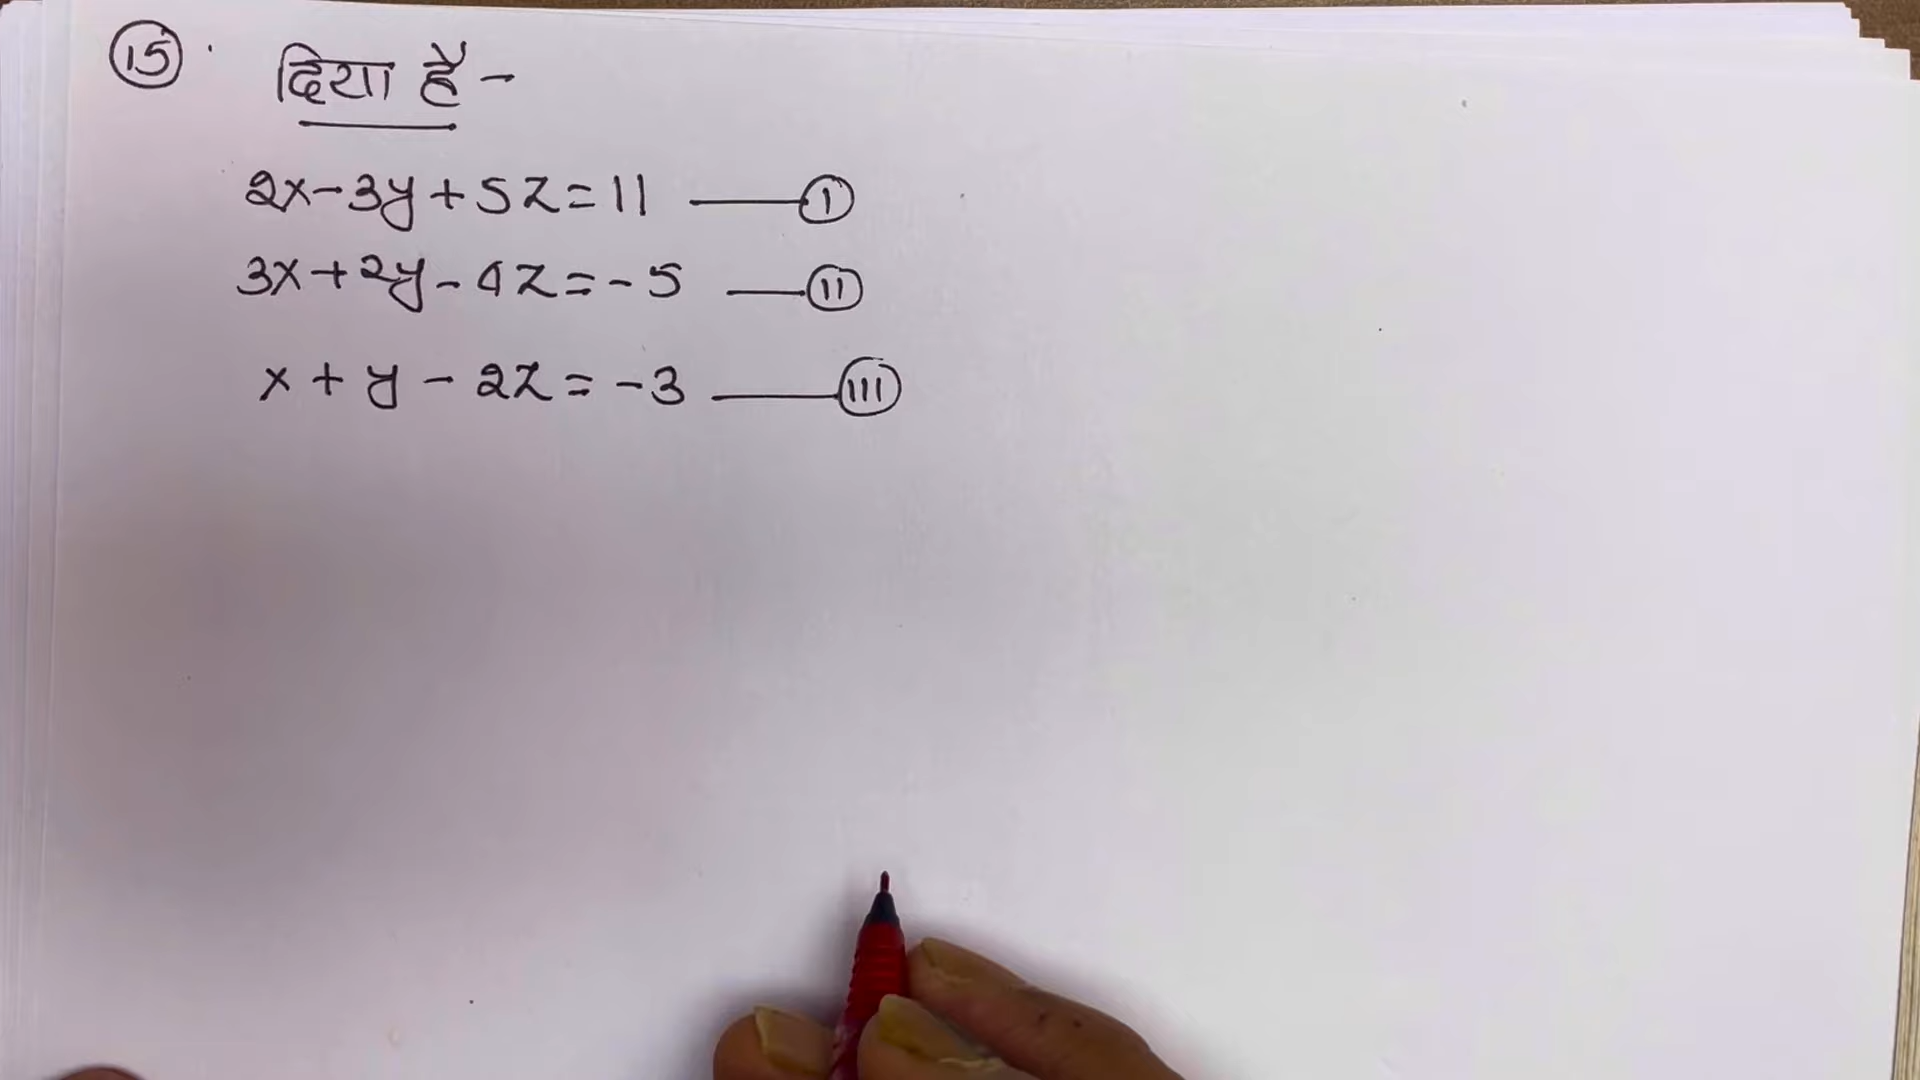 15. दिया है -
2x-3y+5z=11 —— I
3x+2y-4z=-5 —— II
x+y-2z=-3 —— III